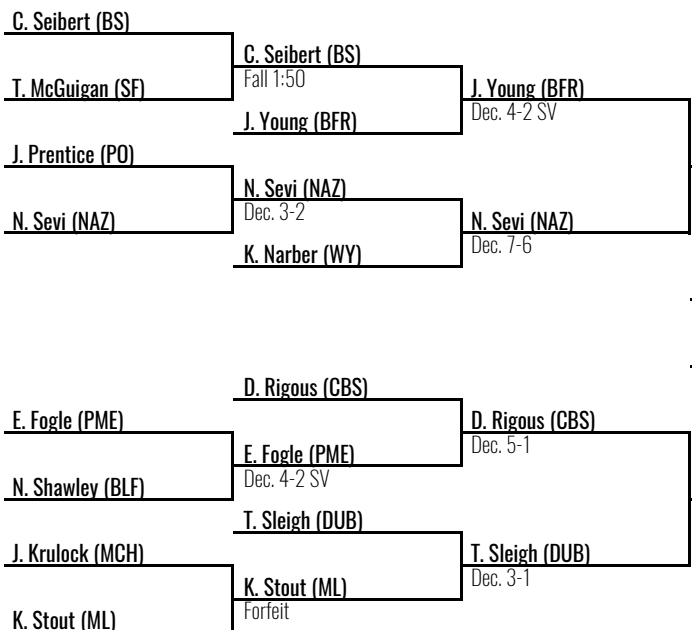 C. Seibert (BS)
T. McGuigan (SF)
J. Prentice (PO)
N. Sevi (NAZ)
C. Seibert (BS)
Fall 1:50
J. Young (BFR)
N. Sevi (NAZ)
Dec. 3-2
K. Narber (WY)
J. Young (BFR)
Dec. 4-2 SV
N. Sevi (NAZ)
Dec. 7-6
E. Fogle (PME)
N. Shawley (BLF)
J. Krulock (MCH)
K. Stout (ML)
D. Rigous (CBS)
E. Fogle (PME)
Dec. 4-2 SV
T. Sleigh (DUB)
K. Stout (ML)
Forfeit
D. Rigous (CBS)
Dec. 5-1
T. Sleigh (DUB)
Dec. 3-1